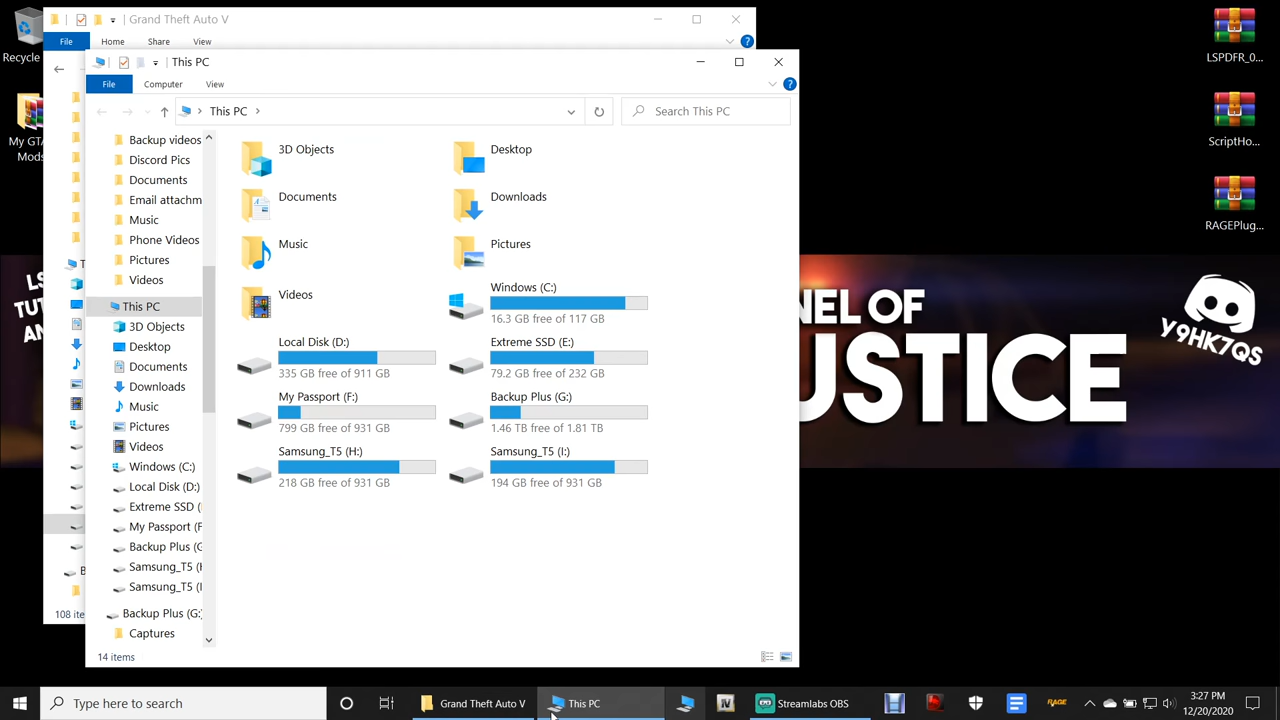 Grand Theft Auto V
File Home Share View
This PC
File Computer View
This PC
Search This PC
Backup videos
Discord Pics
Documents
Email attachm
Music
Phone Videos
Pictures
Videos
This PC
3D Objects
Desktop
Documents
Downloads
Music
Pictures
Videos
Windows (C:)
Local Disk (D:)
Extreme SSD (
My Passport (F
Backup Plus (G
Samsung_T5 (
Samsung_T5 (I
Backup Plus (G:
Captures
14 items
108 ite
3D Objects
Desktop
Documents
Downloads
Music
Pictures
Videos
Windows (C:)
16.3 GB free of 117 GB
Local Disk (D:)
335 GB free of 911 GB
Extreme SSD (E:)
79.2 GB free of 232 GB
My Passport (F:)
799 GB free of 931 GB
Backup Plus (G:)
1.46 TB free of 1.81 TB
Samsung_T5 (H:)
218 GB free of 931 GB
Samsung_T5 (I:)
194 GB free of 931 GB
Recycle
My GTA
Mods
LSPDFR_0...
ScriptHo...
RAGEPlug...
LS
TUT
AN
NEL OF
USTICE
Y9HK7QS
Type here to search
Grand Theft Auto V
This PC
IV
Streamlabs OBS
RAGE
3:27 PM
12/20/2020